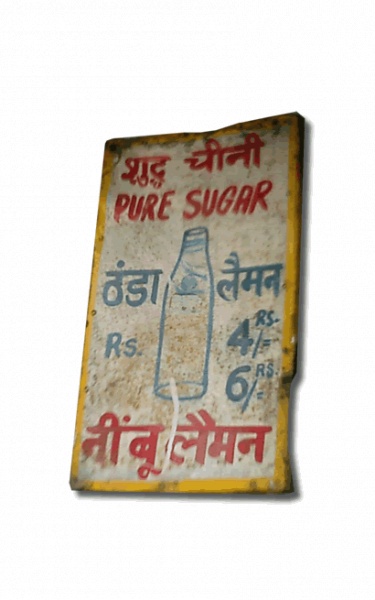 शुद्ध चीनी
PURE SUGAR
ठंडा लैमन
Rs. 4/= RS.
6/= RS.
नींबू लैमन